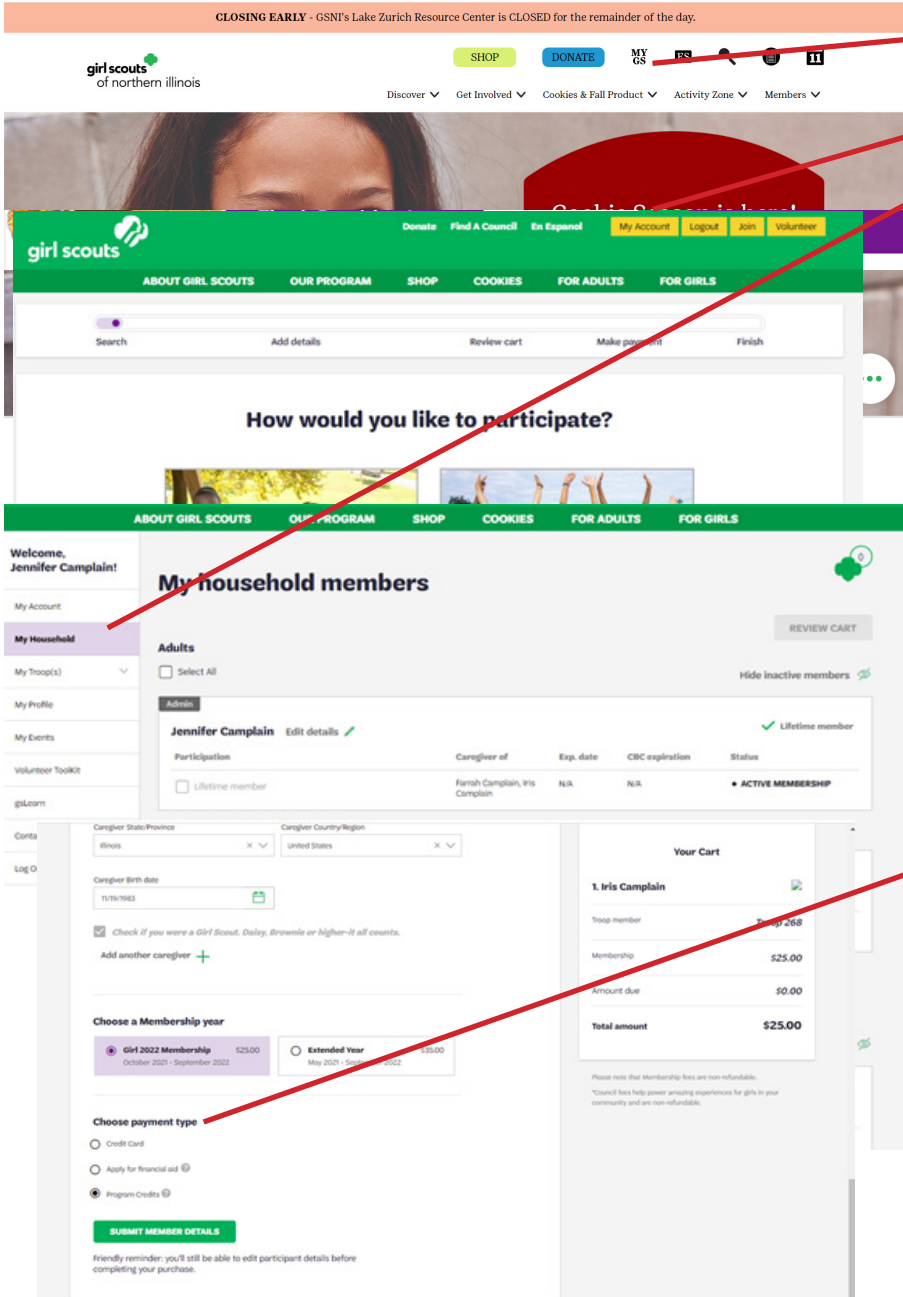 CLOSING EARLY - GSNI's Lake Zurich Resource Center is CLOSED for the remainder of the day.
girl scouts
of northern illinois
SHOP DONATE MY GS ES 11
Discover Get Involved Cookies & Fall Product Activity Zone Members
Cookie Season is here!
girl scouts
Donate Find A Council En Espanol My Account Logout Join Volunteer
ABOUT GIRL SCOUTS OUR PROGRAM SHOP COOKIES FOR ADULTS FOR GIRLS
Search Add details Review cart Make payment Finish
How would you like to participate?
ABOUT GIRL SCOUTS OUR PROGRAM SHOP COOKIES FOR ADULTS FOR GIRLS
Welcome,
Jennifer Camplain!
My Account
My Household
My Troop(s)
My Profile
My Events
Volunteer Toolkit
gsLearn
Conta
Log O
My household members
0
REVIEW CART
Adults
Select All
Hide inactive members
Admin
Jennifer Camplain Edit details
Lifetime member
Participation Caregiver of Exp. date CBC expiration Status
Lifetime member Farrah Camplain, Iris Camplain N/A N/A ACTIVE MEMBERSHIP
Caregiver State/Province Caregiver Country/Region
Illinois United States
Caregiver Birth date
11/19/1983
Check if you were a Girl Scout. Daisy, Brownie or higher-it all counts.
Add another caregiver
Choose a Membership year
Girl 2022 Membership $25.00
October 2021 - September 2022
Extended Year $35.00
May 2021 - September 2022
Choose payment type
Credit Card
Apply for financial aid
Program Credits
SUBMIT MEMBER DETAILS
Friendly reminder: you'll still be able to edit participant details before
completing your purchase.
Your Cart
1. Iris Camplain
Troop member Troop 268
Membership $25.00
Amount due $0.00
Total amount $25.00
Please note that Membership fees are non-refundable.
*Council fees help power amazing experiences for girls in your
community and are non-refundable.